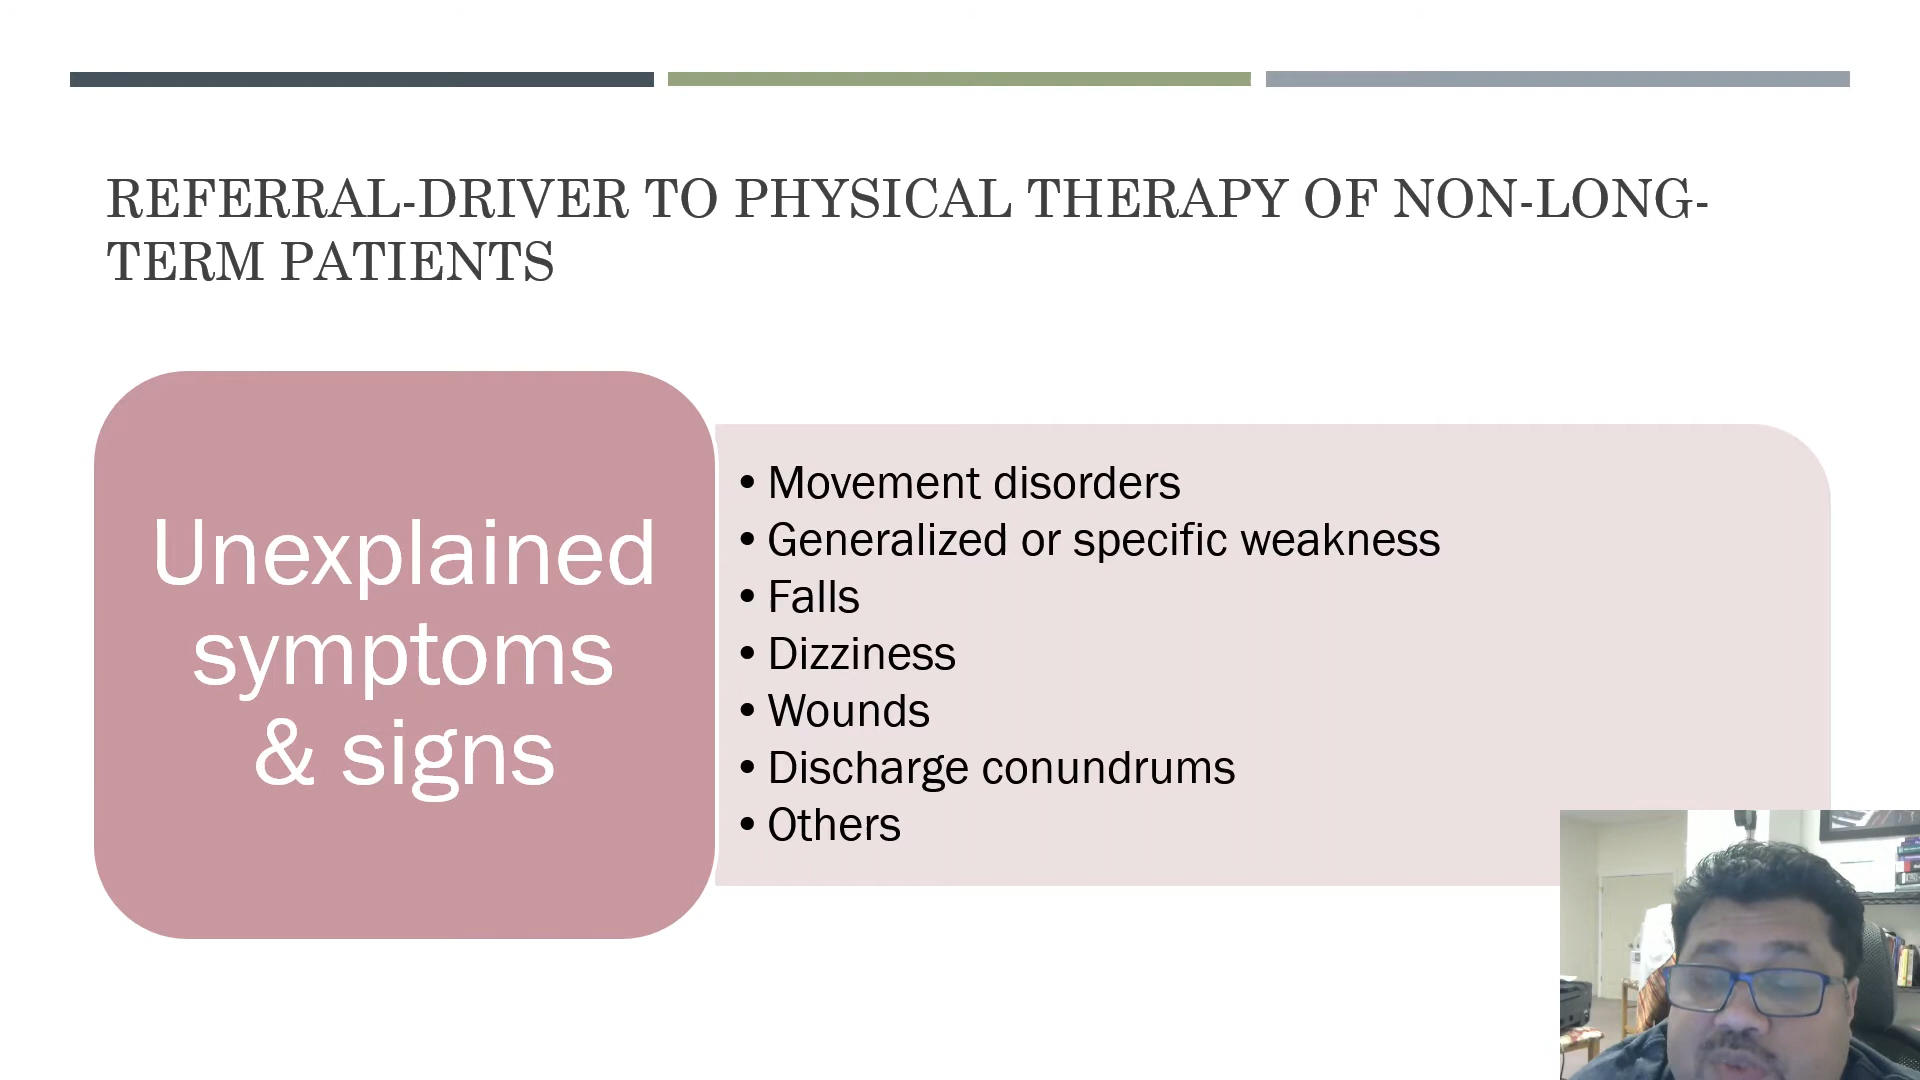 REFERRAL-DRIVER TO PHYSICAL THERAPY OF NON-LONG-
TERM PATIENTS
Unexplained
symptoms
& signs
• Movement disorders
• Generalized or specific weakness
• Falls
• Dizziness
• Wounds
• Discharge conundrums
• Others